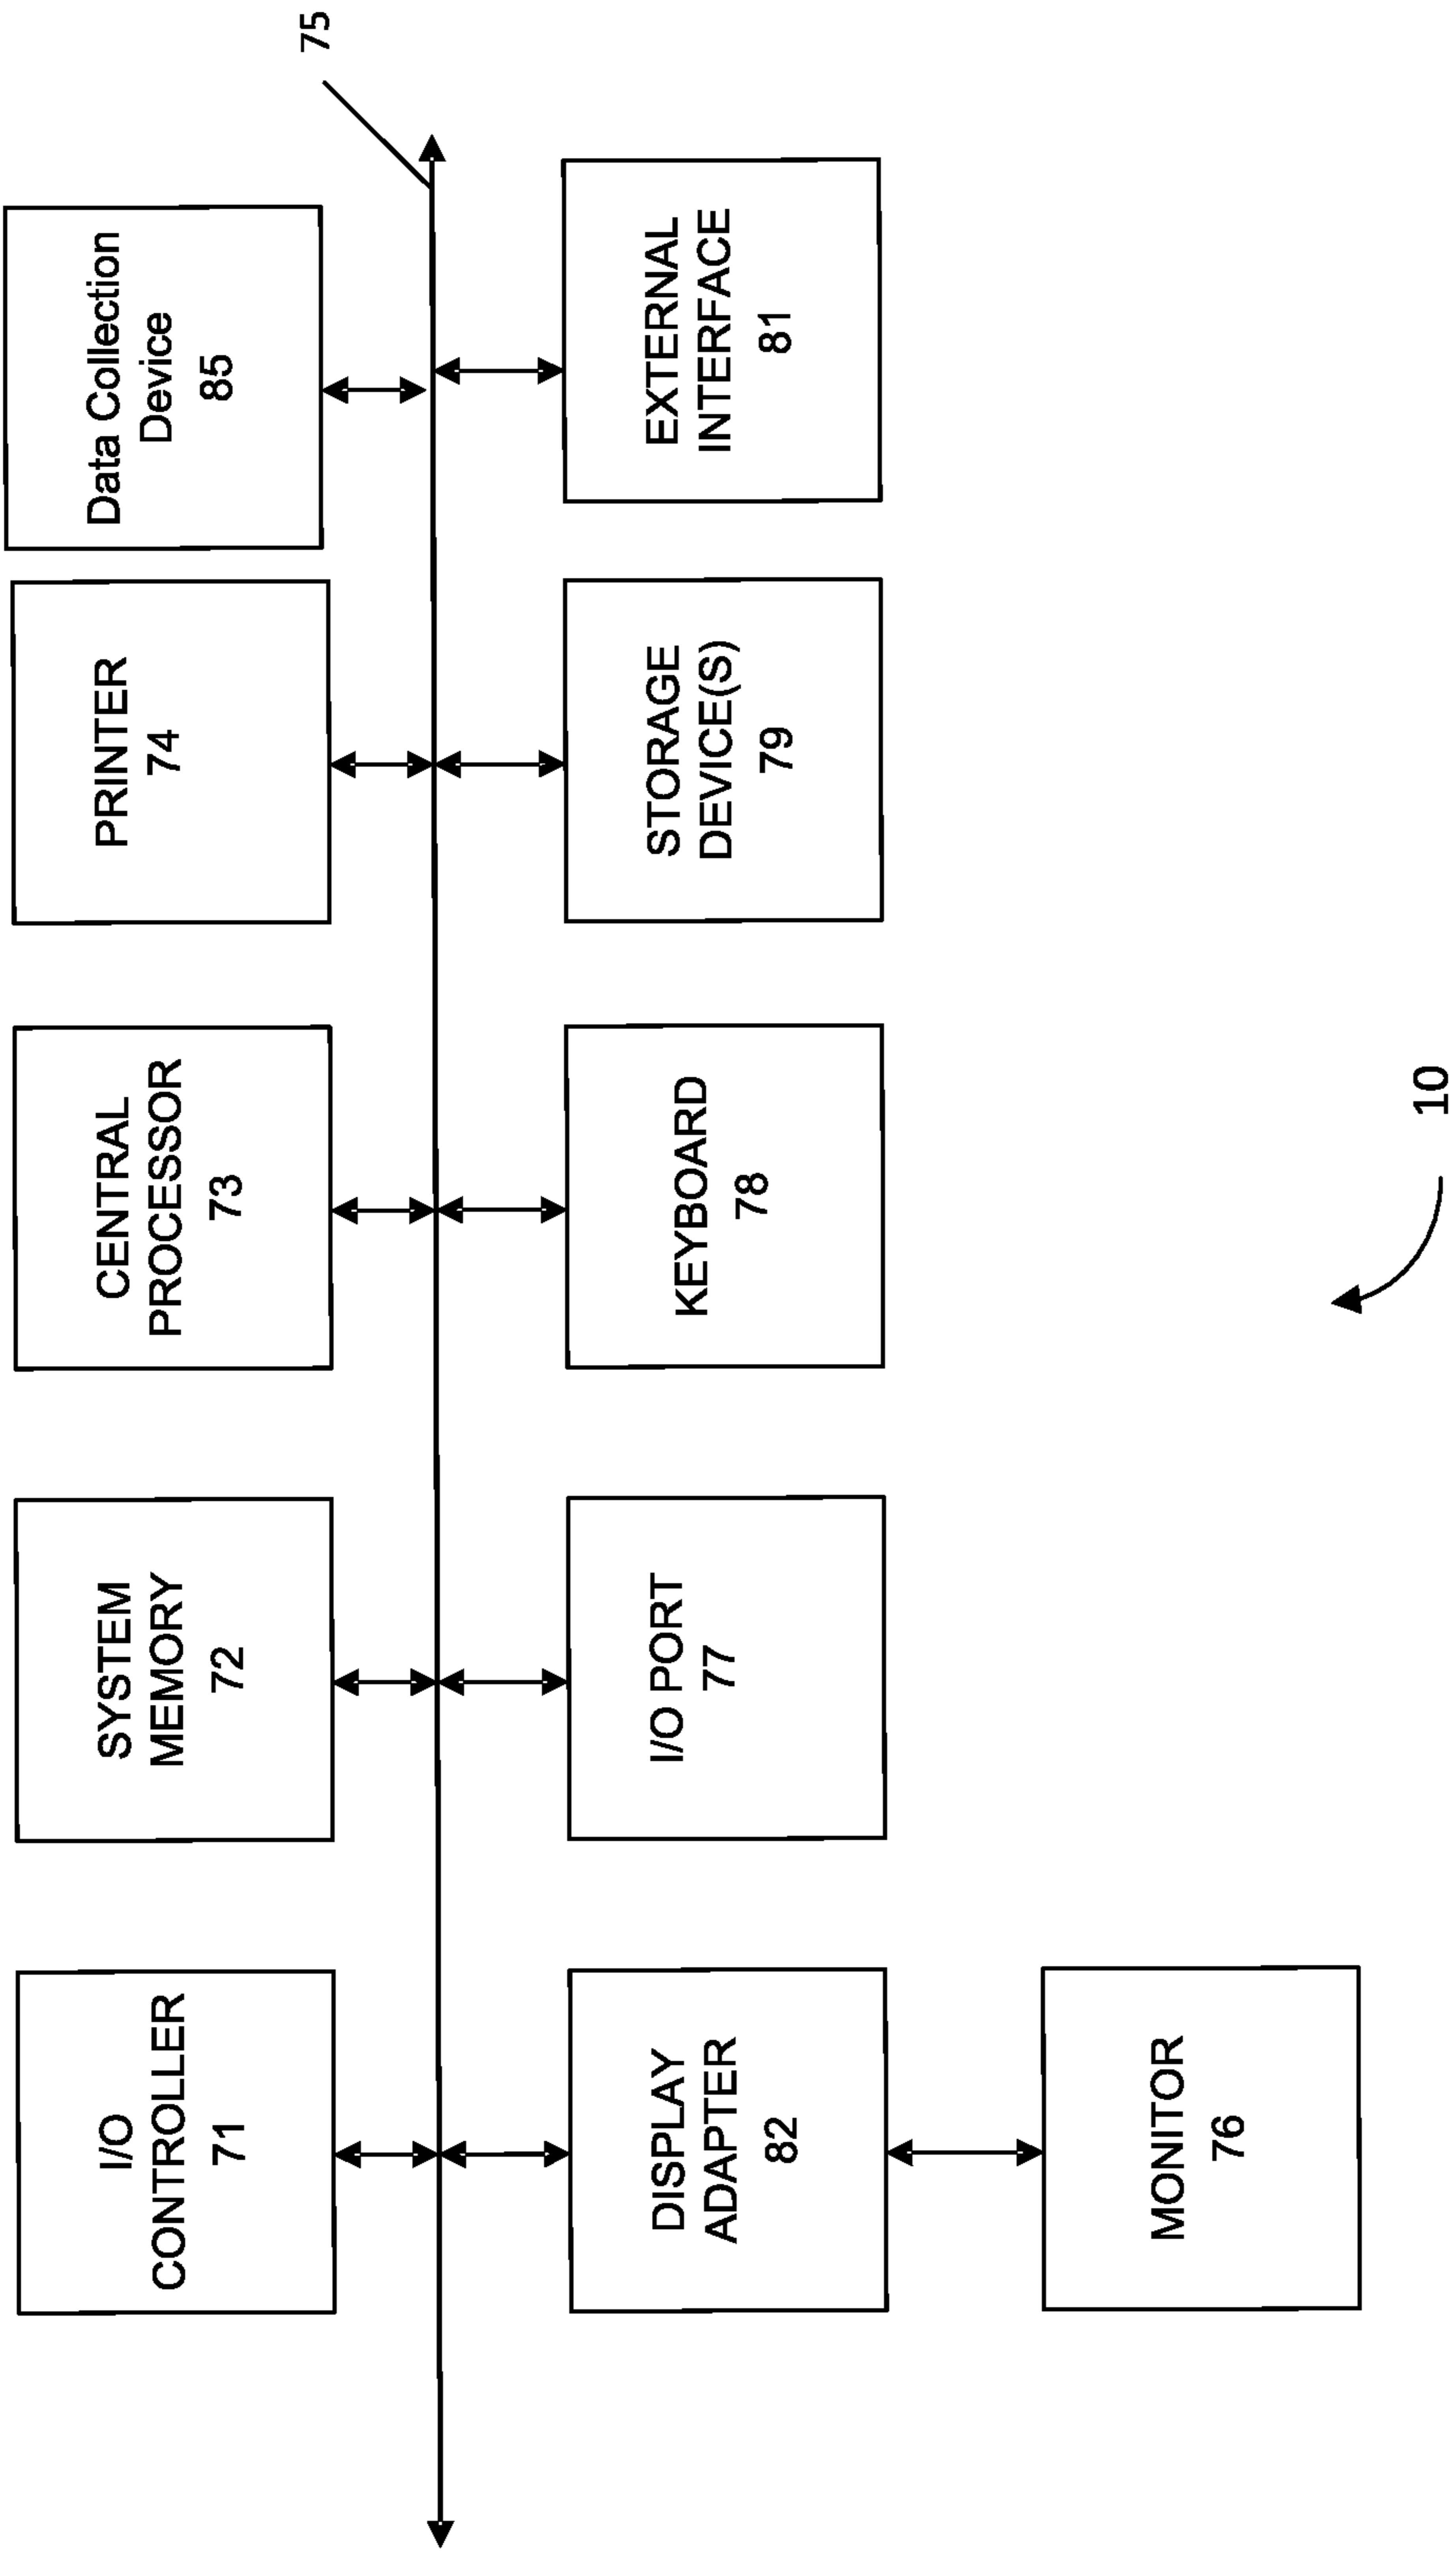 75
I/O
CONTROLLER
71
SYSTEM
MEMORY
72
CENTRAL
PROCESSOR
73
PRINTER
74
Data Collection
Device
85
DISPLAY
ADAPTER
82
I/O PORT
77
KEYBOARD
78
STORAGE
DEVICE(S)
79
EXTERNAL
INTERFACE
81
MONITOR
76
10